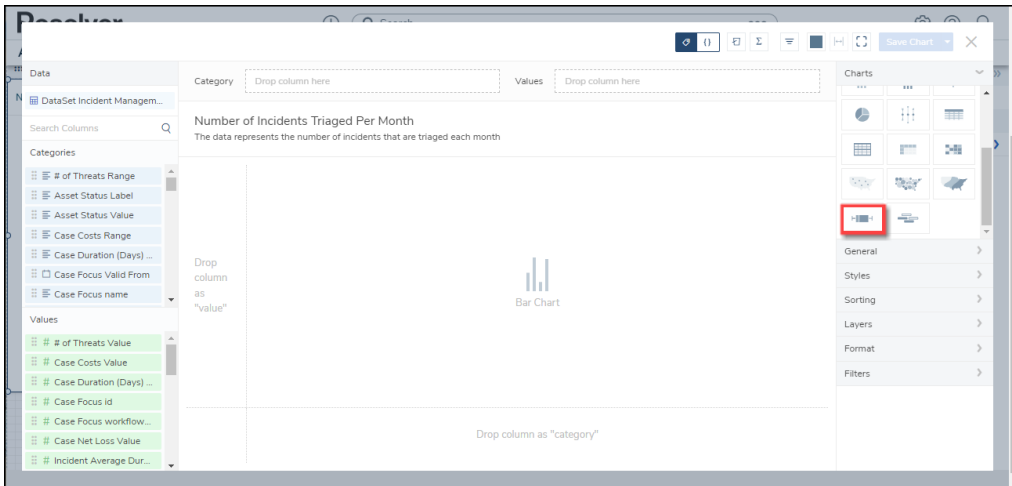 Resolver
Search
Save Chart
Data
Category
Drop column here
Values
Drop column here
Charts
DataSet Incident Managem...
Number of Incidents Triaged Per Month
The data represents the number of incidents that are triaged each month
Search Columns
Categories
# of Threats Range
Asset Status Label
Asset Status Value
Case Costs Range
Case Duration (Days) ...
Case Focus Valid From
Case Focus name
Drop
column
as
"value"
Bar Chart
General
Styles
Sorting
Layers
Format
Filters
Values
# # of Threats Value
# Case Costs Value
# Case Duration (Days) ...
# Case Focus id
# Case Focus workflow...
# Case Net Loss Value
# Incident Average Dur...
Drop column as "category"